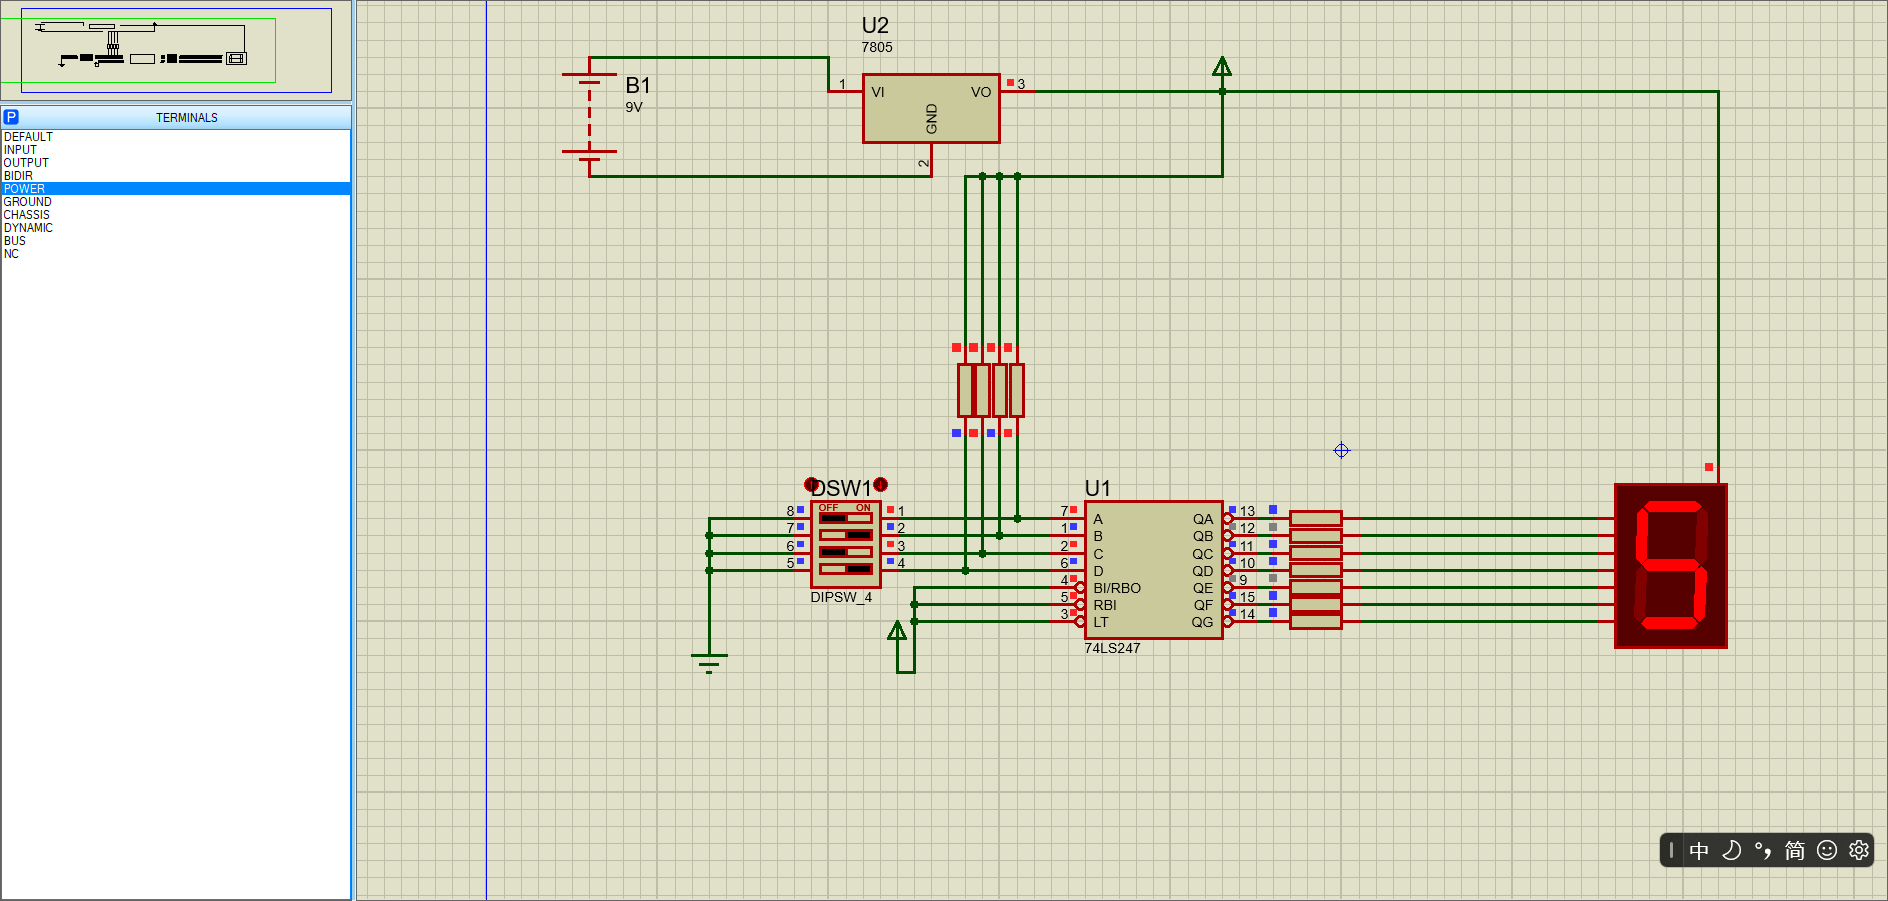 TERMINALS
DEFAULT
INPUT
OUTPUT
BIDIR
POWER
GROUND
CHASSIS
DYNAMIC
BUS
NC
U2
7805
B1
9V
1
VI
VO
3
GND
2
DSW1
OFF ON
8
1
7
2
6
3
5
4
DIPSW_4
U1
7
A
QA
13
1
B
QB
12
2
C
QC
11
6
D
QD
10
4
BI/RBO
QE
9
5
RBI
QF
15
3
LT
QG
14
74LS247
中
°,
简